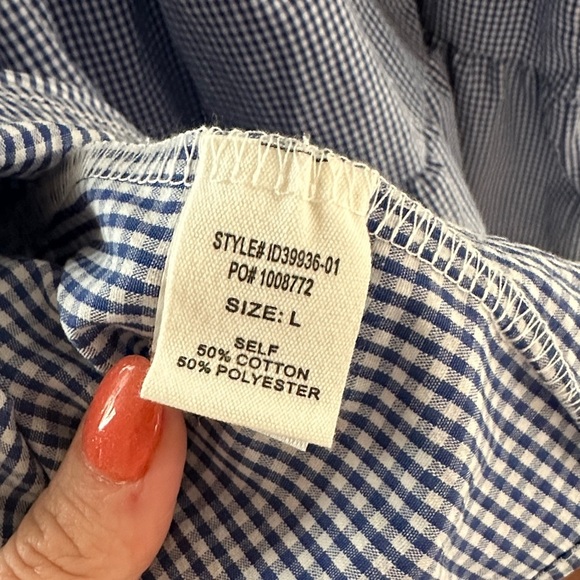 STYLE# ID39936-01
PO# 1008772
SIZE: L
SELF
50% COTTON
50% POLYESTER